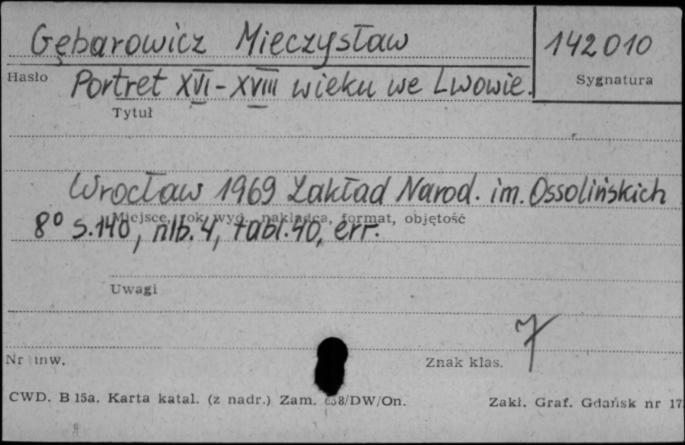 Gębarowicz Mieczysław 142010
Hasło Sygnatura
Portret XVI-XVIII wieku we Lwowie.
Tytuł
Wrocław 1969 Zakład Narod. im. Ossolińskich
Miejsce, rok wyd., nakładca, format, objętość
8° s.140, nlb.4, tabl.40, err.
Uwagi
7
Nr inw. Znak klas.
CWD. B 15a. Karta katal. (z nadr.) Zam. /DW/On. Zakł. Graf. Gdańsk nr 17